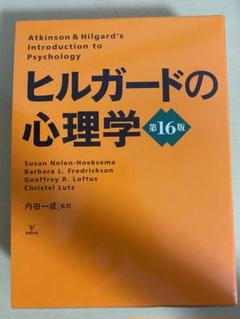 Atkinson & Hilgard's
Introduction to
Psychology
ヒルガードの
心理学 第16版
Susan Nolen-Hoeksema
Barbara L. Fredrickson
Geoffrey R. Loftus
Christel Lutz
内田一成 監訳